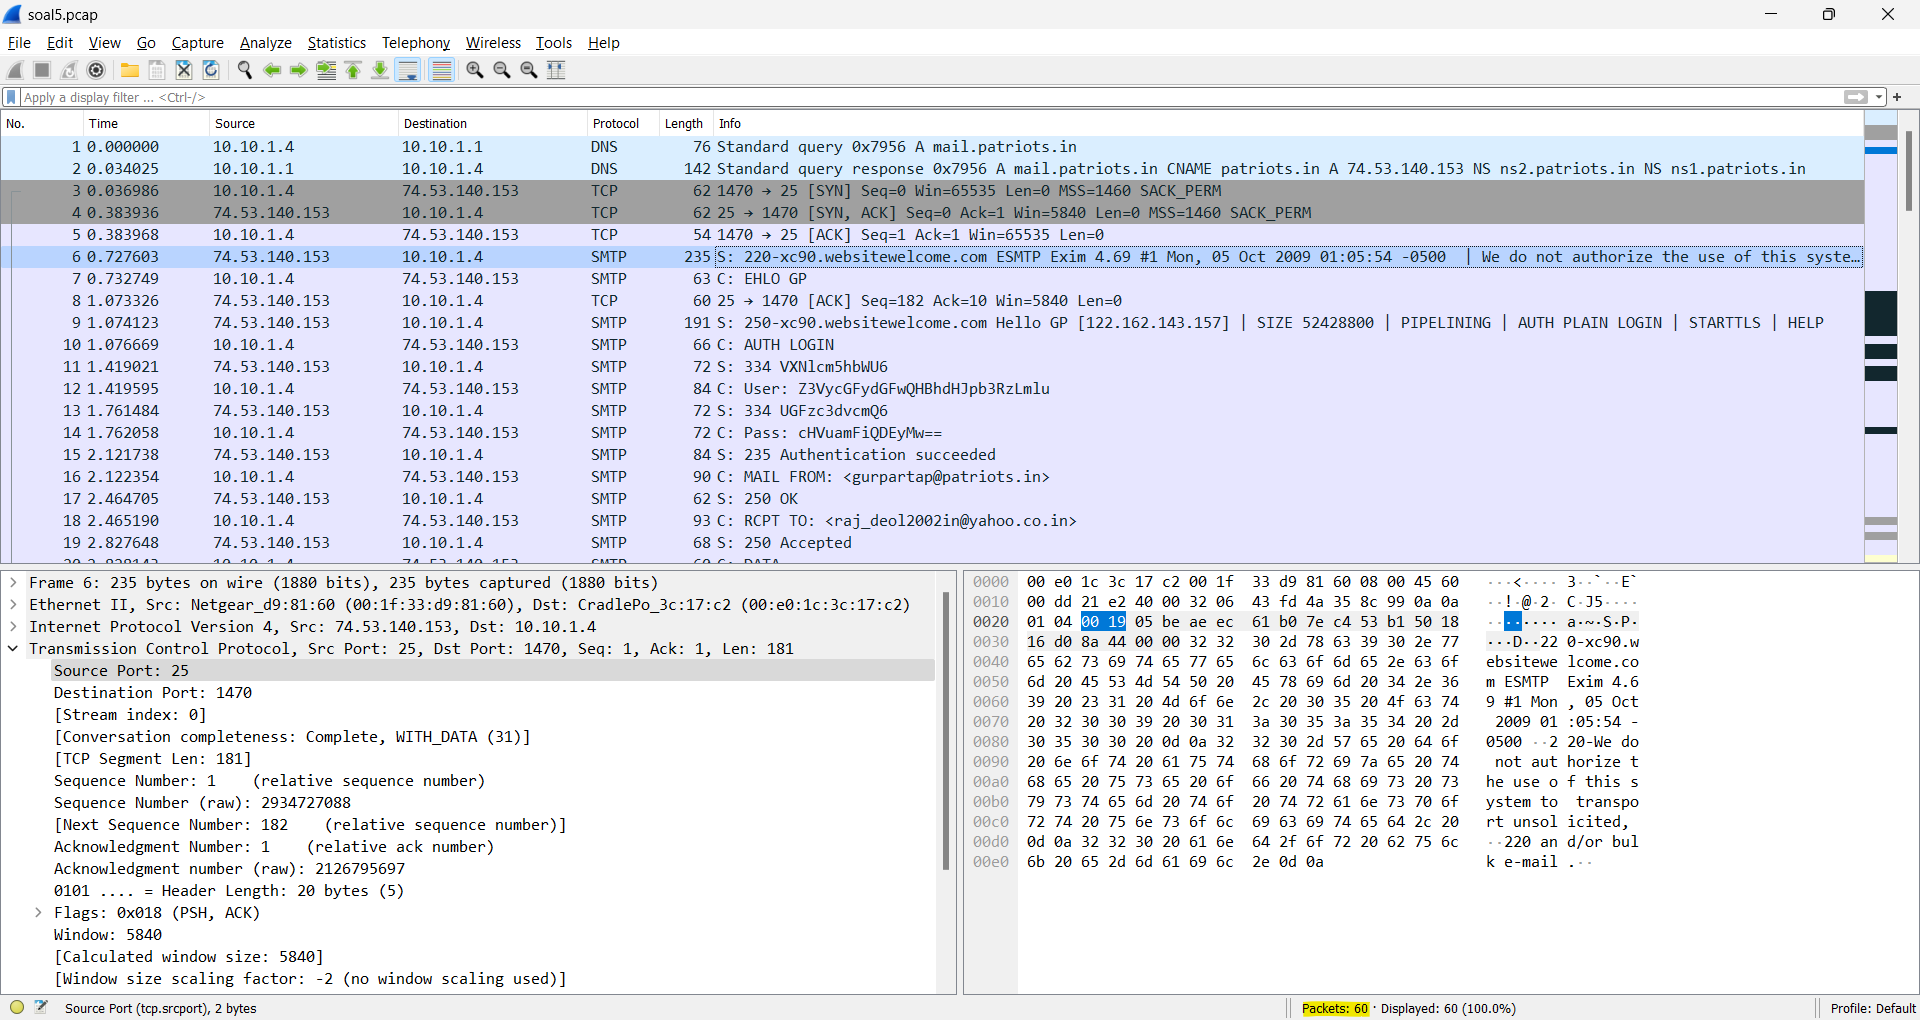 soal5.pcap
File Edit View Go Capture Analyze Statistics Telephony Wireless Tools Help
Apply a display filter ... <Ctrl-/>
No. Time Source Destination Protocol Length Info
1 0.000000 10.10.1.4 10.10.1.1 DNS 76 Standard query 0x7956 A mail.patriots.in
2 0.034025 10.10.1.1 10.10.1.4 DNS 142 Standard query response 0x7956 A mail.patriots.in CNAME patriots.in A 74.53.140.153 NS ns2.patriots.in NS ns1.patriots.in
3 0.036986 10.10.1.4 74.53.140.153 TCP 62 1470 → 25 [SYN] Seq=0 Win=65535 Len=0 MSS=1460 SACK_PERM
4 0.383936 74.53.140.153 10.10.1.4 TCP 62 25 → 1470 [SYN, ACK] Seq=0 Ack=1 Win=5840 Len=0 MSS=1460 SACK_PERM
5 0.383968 10.10.1.4 74.53.140.153 TCP 54 1470 → 25 [ACK] Seq=1 Ack=1 Win=65535 Len=0
6 0.727603 74.53.140.153 10.10.1.4 SMTP 235 S: 220-xc90.websitewelcome.com ESMTP Exim 4.69 #1 Mon, 05 Oct 2009 01:05:54 -0500 | We do not authorize the use of this syste…
7 0.732749 10.10.1.4 74.53.140.153 SMTP 63 C: EHLO GP
8 1.073326 74.53.140.153 10.10.1.4 TCP 60 25 → 1470 [ACK] Seq=182 Ack=10 Win=5840 Len=0
9 1.074123 74.53.140.153 10.10.1.4 SMTP 191 S: 250-xc90.websitewelcome.com Hello GP [122.162.143.157] | SIZE 52428800 | PIPELINING | AUTH PLAIN LOGIN | STARTTLS | HELP
10 1.076669 10.10.1.4 74.53.140.153 SMTP 66 C: AUTH LOGIN
11 1.419021 74.53.140.153 10.10.1.4 SMTP 72 S: 334 VXNlcm5hbWU6
12 1.419595 10.10.1.4 74.53.140.153 SMTP 84 C: User: Z3VycGFydGFwQHBhdHJpb3RzLmlu
13 1.761484 74.53.140.153 10.10.1.4 SMTP 72 S: 334 UGFzc3dvcmQ6
14 1.762058 10.10.1.4 74.53.140.153 SMTP 72 C: Pass: cHVuamFiQDEyMw==
15 2.121738 74.53.140.153 10.10.1.4 SMTP 84 S: 235 Authentication succeeded
16 2.122354 10.10.1.4 74.53.140.153 SMTP 90 C: MAIL FROM: <gurpartap@patriots.in>
17 2.464705 74.53.140.153 10.10.1.4 SMTP 62 S: 250 OK
18 2.465190 10.10.1.4 74.53.140.153 SMTP 93 C: RCPT TO: <raj_deol2002in@yahoo.co.in>
19 2.827648 74.53.140.153 10.10.1.4 SMTP 68 S: 250 Accepted
Frame 6: 235 bytes on wire (1880 bits), 235 bytes captured (1880 bits)
Ethernet II, Src: Netgear_d9:81:60 (00:1f:33:d9:81:60), Dst: CradlePo_3c:17:c2 (00:e0:1c:3c:17:c2)
Internet Protocol Version 4, Src: 74.53.140.153, Dst: 10.10.1.4
Transmission Control Protocol, Src Port: 25, Dst Port: 1470, Seq: 1, Ack: 1, Len: 181
Source Port: 25
Destination Port: 1470
[Stream index: 0]
[Conversation completeness: Complete, WITH_DATA (31)]
[TCP Segment Len: 181]
Sequence Number: 1 (relative sequence number)
Sequence Number (raw): 2934727088
[Next Sequence Number: 182 (relative sequence number)]
Acknowledgment Number: 1 (relative ack number)
Acknowledgment number (raw): 2126795697
0101 .... = Header Length: 20 bytes (5)
Flags: 0x018 (PSH, ACK)
Window: 5840
[Calculated window size: 5840]
[Window size scaling factor: -2 (no window scaling used)]
0000 00 e0 1c 3c 17 c2 00 1f 33 d9 81 60 08 00 45 60 ···<···· 3··`··E`
0010 00 dd 21 e2 40 00 32 06 43 fd 4a 35 8c 99 0a 0a ··!·@·2· C·J5····
0020 01 04 00 19 05 be ae ec 61 b0 7e c4 53 b1 50 18 ········ a·~·S·P·
0030 16 d0 8a 44 00 00 32 32 30 2d 78 63 39 30 2e 77 ···D··22 0-xc90.w
0040 65 62 73 69 74 65 77 65 6c 63 6f 6d 65 2e 63 6f ebsitewe lcome.co
0050 6d 20 45 53 4d 54 50 20 45 78 69 6d 20 34 2e 36 m ESMTP Exim 4.6
0060 39 20 23 31 20 4d 6f 6e 2c 20 30 35 20 4f 63 74 9 #1 Mon , 05 Oct
0070 20 32 30 30 39 20 30 31 3a 30 35 3a 35 34 20 2d 2009 01 :05:54 -
0080 30 35 30 30 20 0d 0a 32 32 30 2d 57 65 20 64 6f 0500 ··2 20-We do
0090 20 6e 6f 74 20 61 75 74 68 6f 72 69 7a 65 20 74 not aut horize t
00a0 68 65 20 75 73 65 20 6f 66 20 74 68 69 73 20 73 he use o f this s
00b0 79 73 74 65 6d 20 74 6f 20 74 72 61 6e 73 70 6f ystem to transpo
00c0 72 74 20 75 6e 73 6f 6c 69 63 69 74 65 64 2c 20 rt unsol icited,
00d0 0d 0a 32 32 30 20 61 6e 64 2f 6f 72 20 62 75 6c ··220 an d/or bul
00e0 6b 20 65 2d 6d 61 69 6c 2e 0d 0a k e-mail .··
Source Port (tcp.srcport), 2 bytes
Packets: 60 · Displayed: 60 (100.0%)
Profile: Default